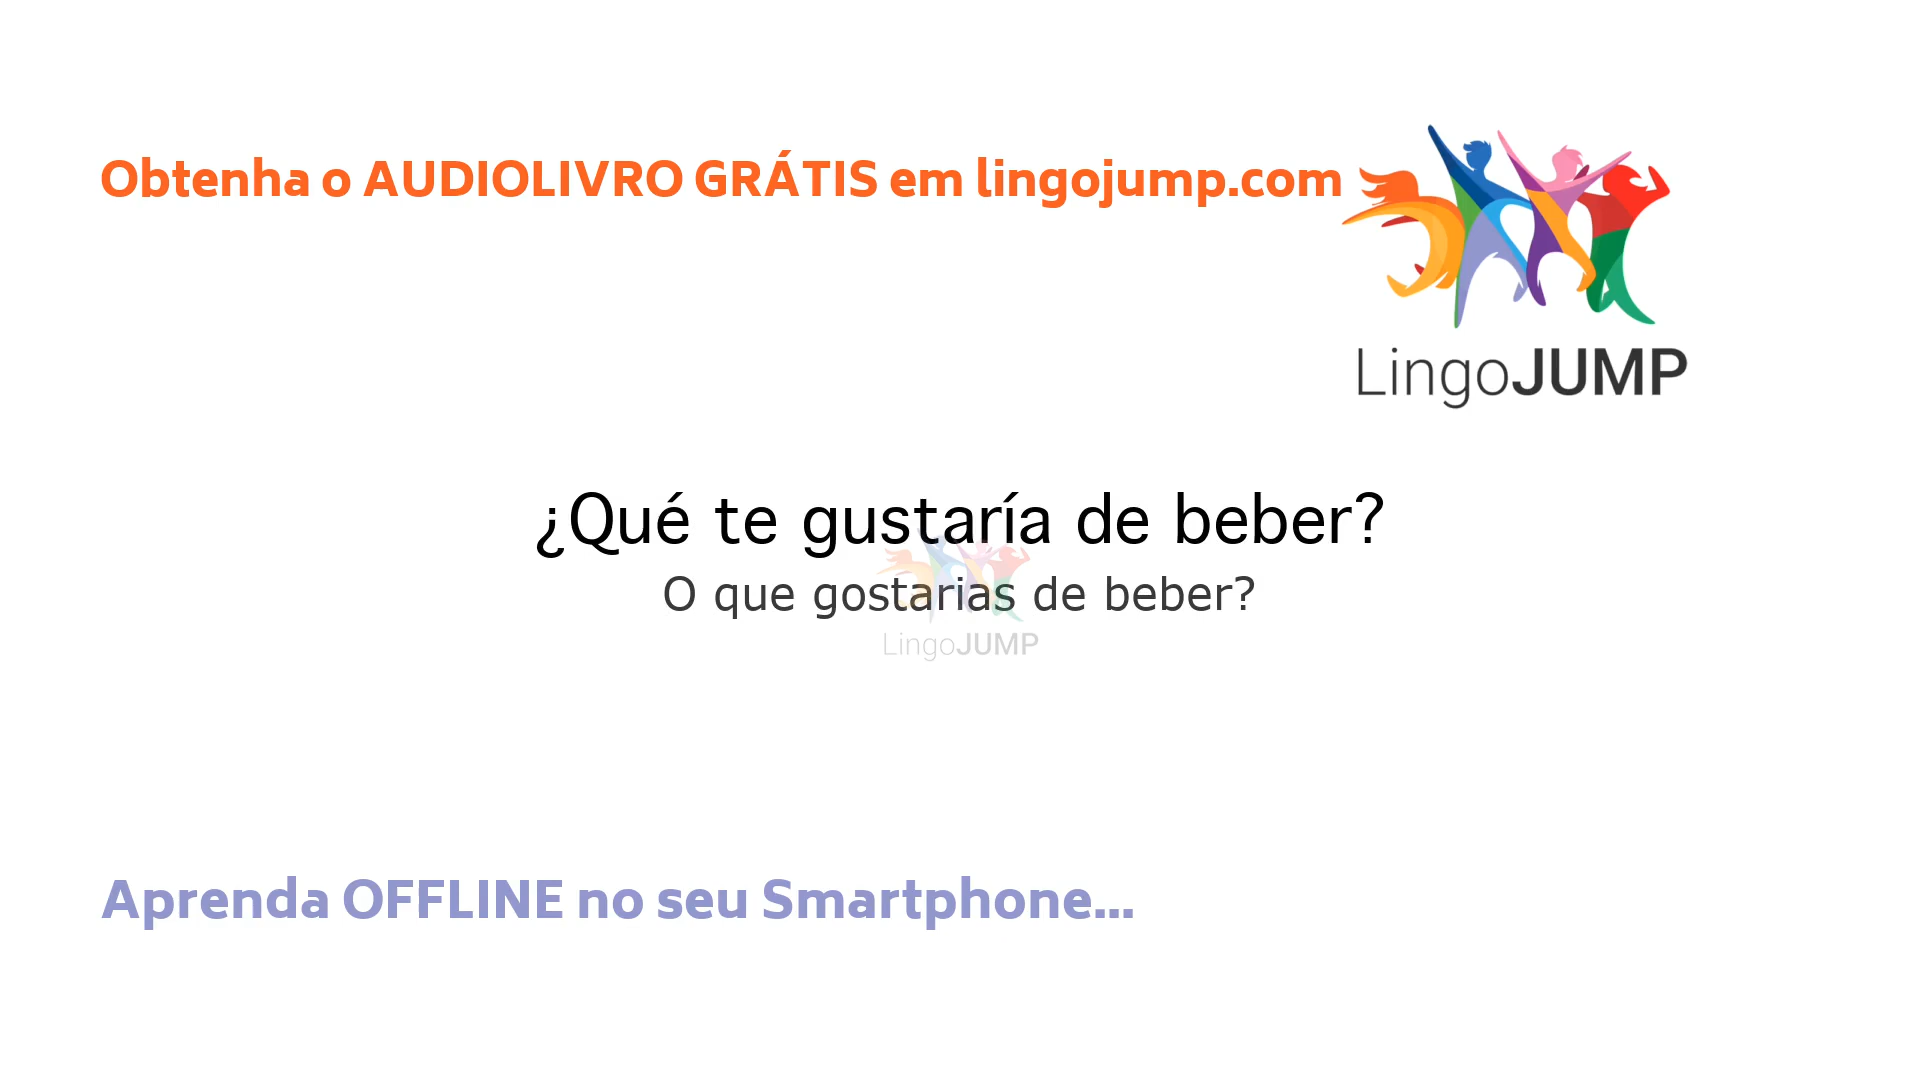 Obtenha o AUDIOLIVRO GRÁTIS em lingojump.com
LingoJUMP
¿Qué te gustaría de beber?
O que gostarias de beber?
LingoJUMP
Aprenda OFFLINE no seu Smartphone...